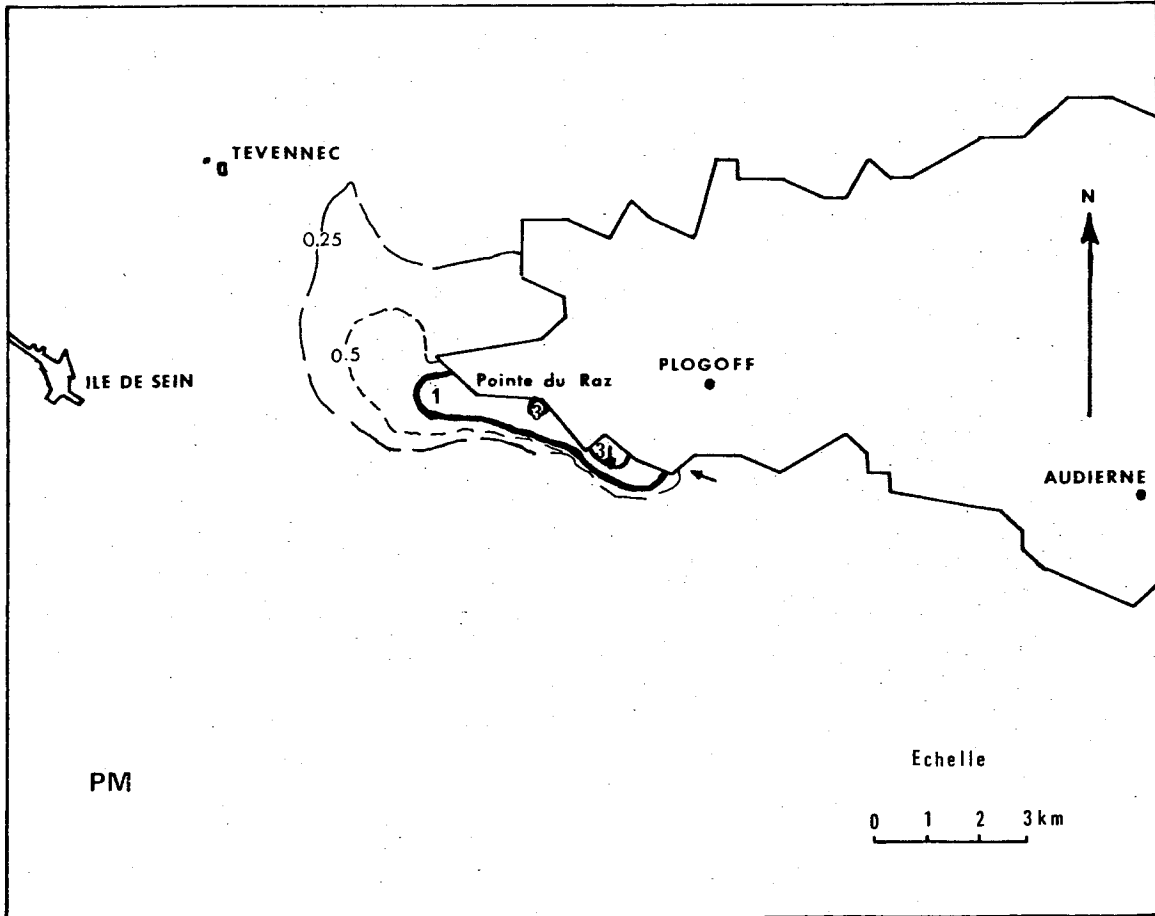 TEVENNEC
N
0.25
0.5
ILE DE SEIN
1
Pointe du Raz
PLOGOFF
3
3
AUDIERNE
Echelle
PM
0 1 2 3 km